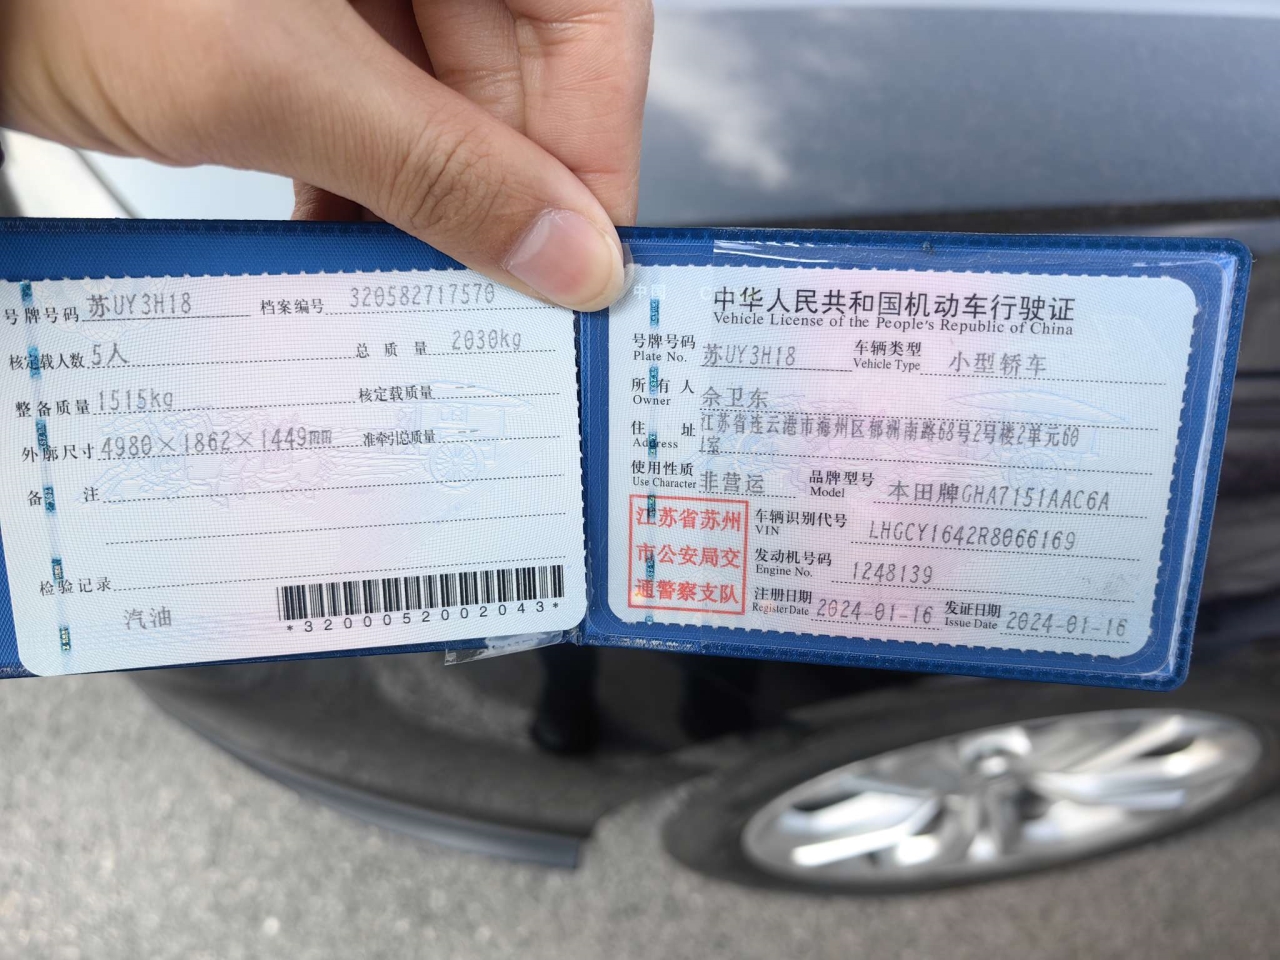 号牌号码 苏UY3H18 档案编号 320582717570
核定载人数 5人 总质量 2030kg
整备质量 1515kg 核定载质量 --
外廓尺寸 4980×1862×1449mm 准牵引总质量 --
备注
检验记录
汽油
*3200052002043*
中华人民共和国机动车行驶证
Vehicle License of the People's Republic of China
号牌号码 苏UY3H18 车辆类型 小型轿车
Plate No. Vehicle Type
所有人 佘卫东
Owner
住址 江苏省连云港市海州区郁洲南路68号2号楼2单元60
Address 1室
使用性质 非营运 品牌型号 本田牌GHA7151AAC6A
Use Character Model
江苏省苏州
市公安局交
通警察支队
车辆识别代号 LHGCY1642R8066169
VIN
发动机号码 1248139
Engine No.
注册日期 2024-01-16 发证日期 2024-01-16
Register Date Issue Date